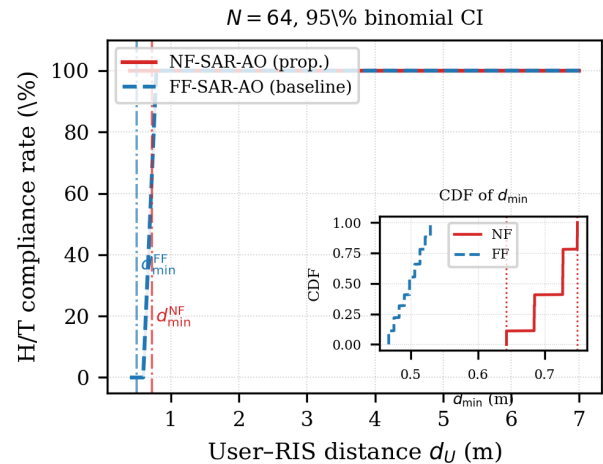 N = 64, 95\% binomial CI
NF-SAR-AO (prop.)
FF-SAR-AO (baseline)
H/T compliance rate (\%)
100
80
60
40
20
0
d_min^FF
d_min^NF
CDF of d_min
NF
FF
CDF
1.00
0.75
0.50
0.25
0.00
0.5
0.6
0.7
d_min (m)
1 2 3 4 5 6 7
User–RIS distance d_U (m)